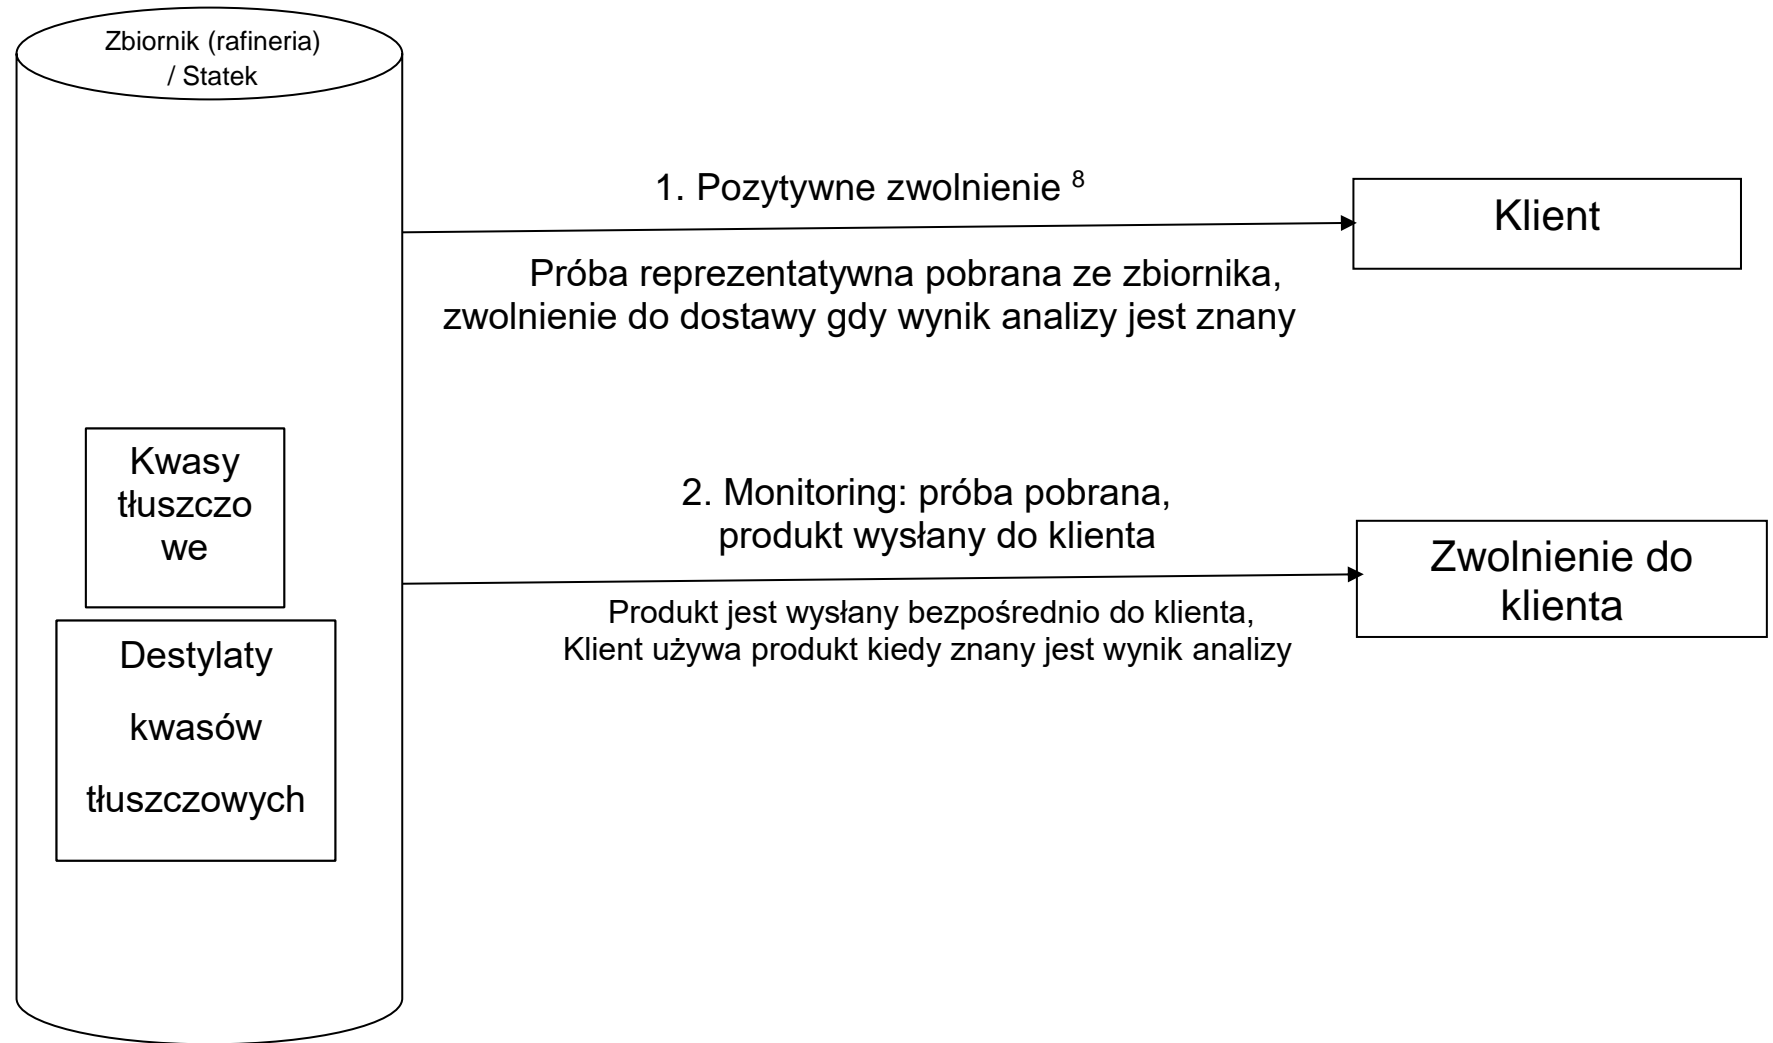 Zbiornik (rafineria)
/ Statek
1. Pozytywne zwolnienie ⁸
Klient
Próba reprezentatywna pobrana ze zbiornika,
zwolnienie do dostawy gdy wynik analizy jest znany
Kwasy
tłuszczo
we
2. Monitoring: próba pobrana,
produkt wysłany do klienta
Zwolnienie do
klienta
Produkt jest wysłany bezpośrednio do klienta,
Klient używa produkt kiedy znany jest wynik analizy
Destylaty
kwasów
tłuszczowych